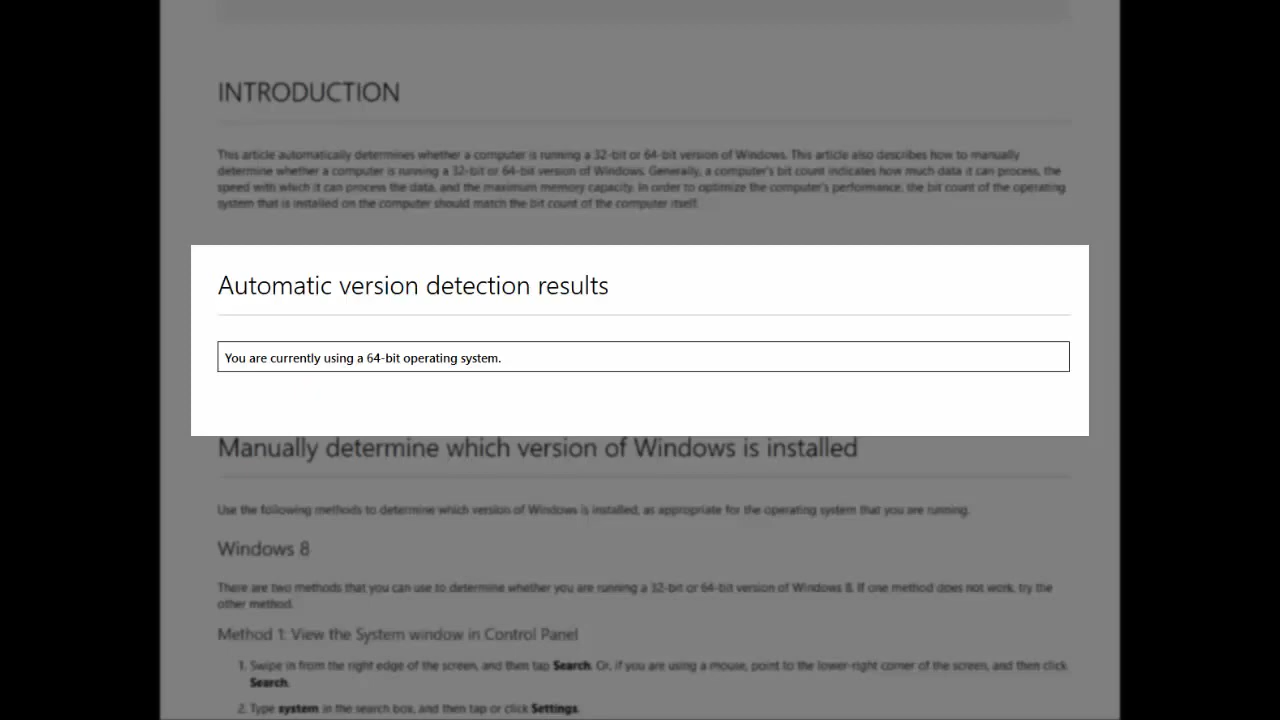 INTRODUCTION
This article automatically determines whether a computer is running a 32-bit or 64-bit version of Windows. This article also describes how to manually
determine whether a computer is running a 32-bit or 64-bit version of Windows. Generally, a computer's bit count indicates how much data it can process, the
speed with which it can process the data, and the maximum memory capacity. In order to optimize the computer's performance, the bit count of the operating
system that is installed on the computer should match the bit count of the computer itself.
Automatic version detection results
You are currently using a 64-bit operating system.
Manually determine which version of Windows is installed
Use the following methods to determine which version of Windows is installed, as appropriate for the operating system that you are running.
Windows 8
There are two methods that you can use to determine whether you are running a 32-bit or 64-bit version of Windows 8. If one method does not work, try the
other method.
Method 1: View the System window in Control Panel
1. Swipe in from the right edge of the screen, and then tap Search. Or, if you are using a mouse, point to the lower-right corner of the screen, and then click
Search.
2. Type system in the search box, and then tap or click Settings.